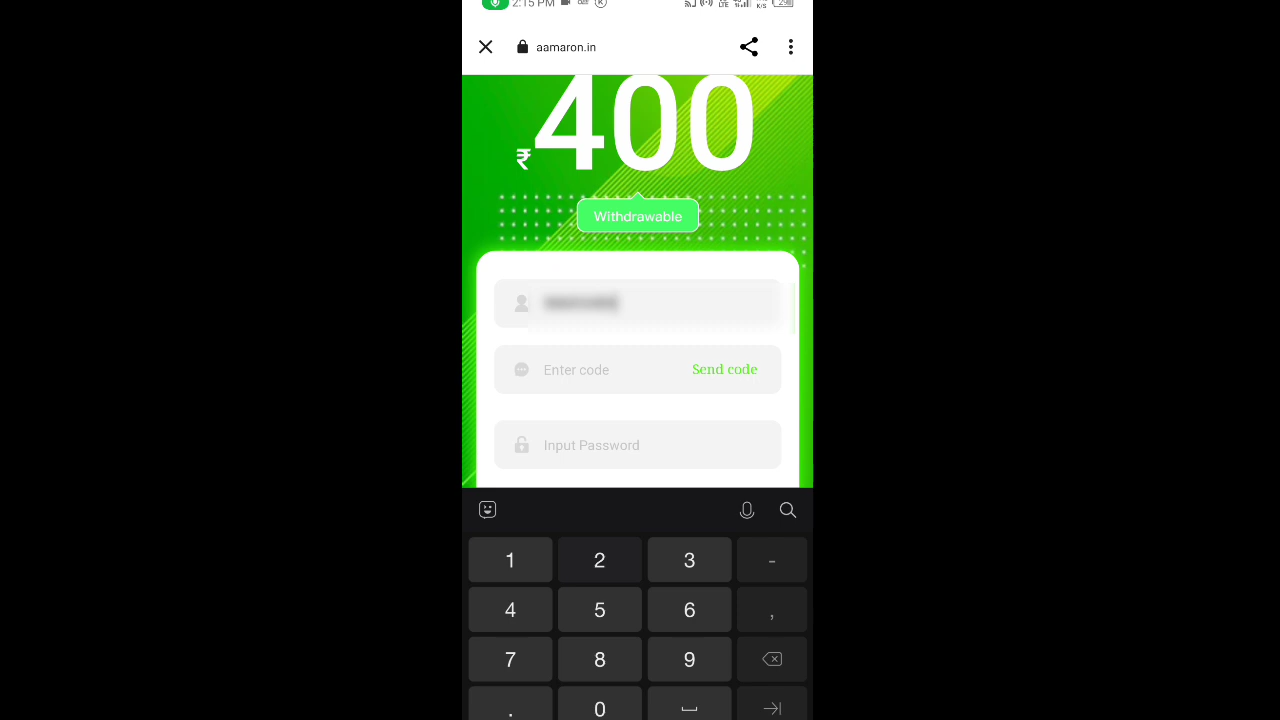 2:15 PM
aamaron.in
₹400
Withdrawable
Enter code Send code
Input Password
1 2 3 -
4 5 6 ,
7 8 9
. 0